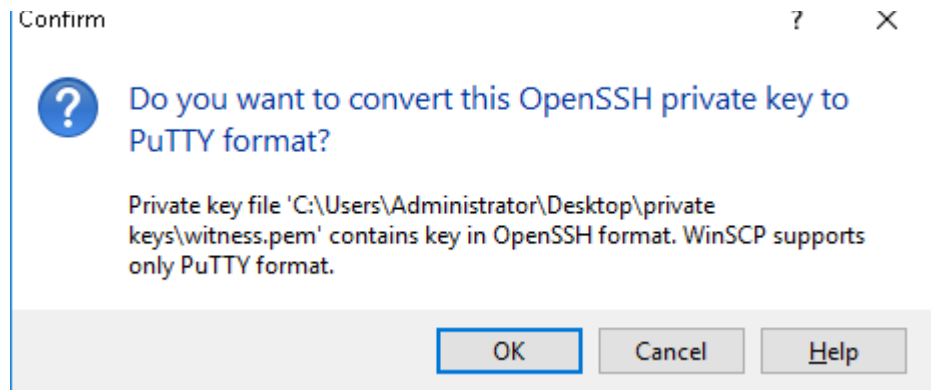 Confirm ? X
Do you want to convert this OpenSSH private key to
PuTTY format?
Private key file 'C:\Users\Administrator\Desktop\private
keys\witness.pem' contains key in OpenSSH format. WinSCP supports
only PuTTY format.
OK Cancel Help